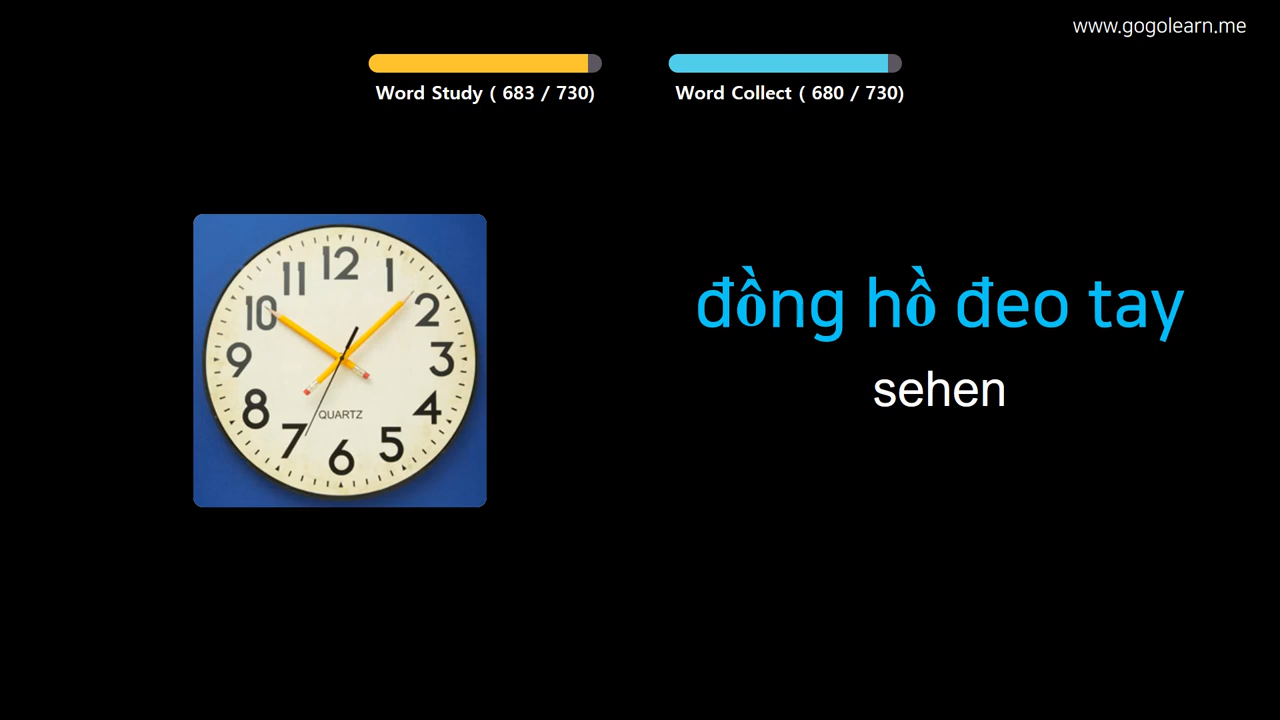 www.gogolearn.me
Word Study ( 683 / 730)
Word Collect ( 680 / 730)
12
11
1
10
2
9
3
8
4
7
5
6
QUARTZ
đồng hồ đeo tay
sehen